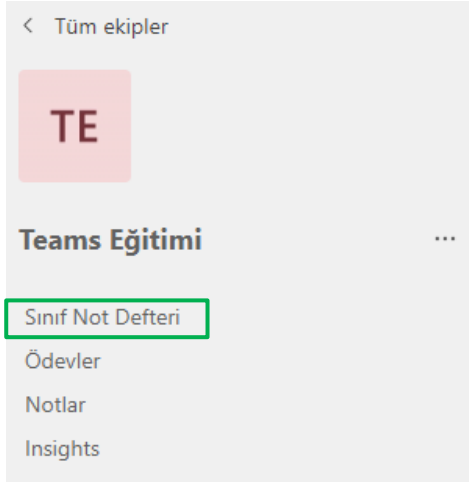 < Tüm ekipler
TE
Teams Eğitimi ...
Sınıf Not Defteri
Ödevler
Notlar
Insights